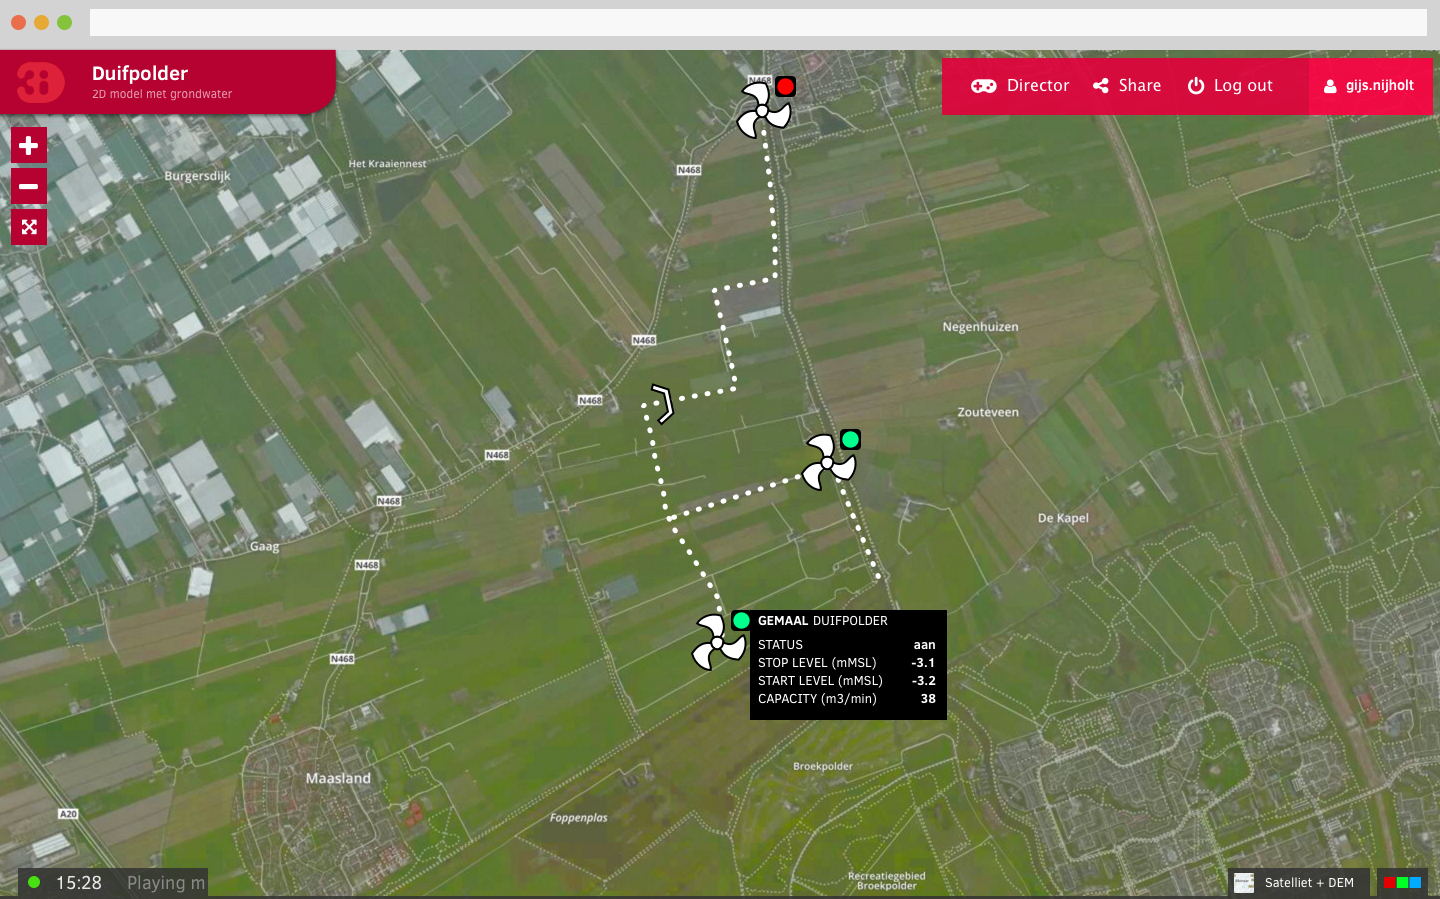 Duifpolder
2D model met grondwater
Director
Share
Log out
gijs.nijholt
N468
Het Kraaiennest
N468
Burgersdijk
Negenhuizen
N468
N468
Zouteveen
N468
N468
De Kapel
Gaag
N468
GEMAAL DUIFPOLDER
STATUS aan
STOP LEVEL (mMSL) -3.1
START LEVEL (mMSL) -3.2
CAPACITY (m3/min) 38
N468
Broekpolder
Maasland
A20
Foppenplas
Recreatiegebied
Broekpolder
15:28 Playing m
Satelliet + DEM